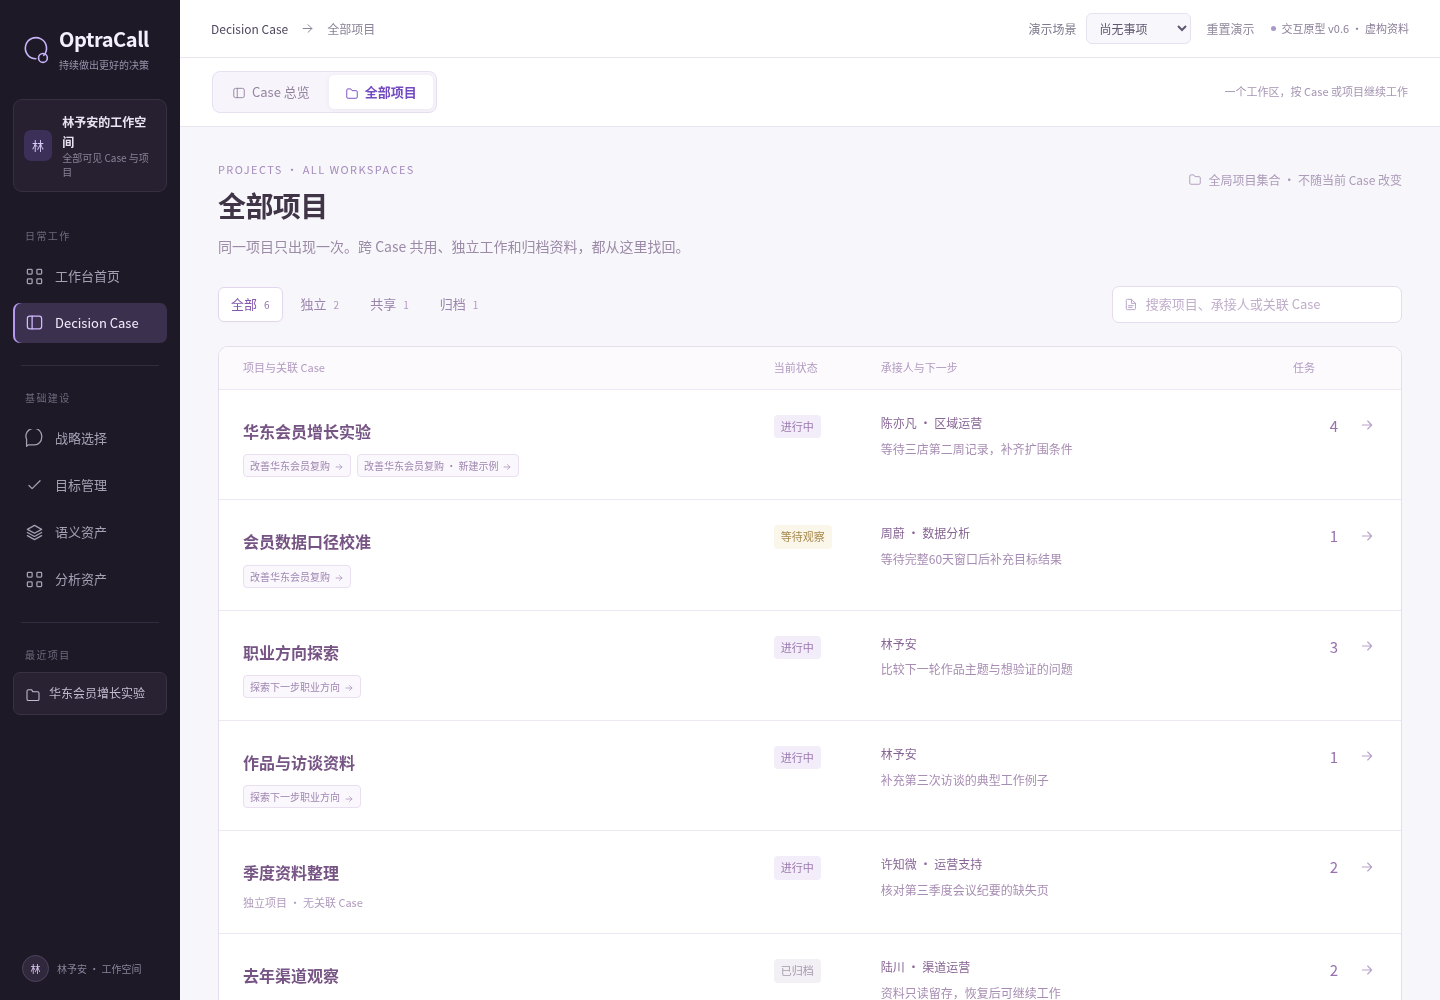 OptraCall
持续做出更好的决策
林
林予安的工作空间
全部可见 Case 与项目
日常工作
工作台首页
Decision Case
基础建设
战略选择
目标管理
语义资产
分析资产
最近项目
华东会员增长实验
林
林予安 · 工作空间
Decision Case → 全部项目
演示场景
尚无事项
重置演示
交互原型 v0.6 · 虚构资料
Case 总览
全部项目
一个工作区，按 Case 或项目继续工作
PROJECTS · ALL WORKSPACES
全部项目
同一项目只出现一次。跨 Case 共用、独立工作和归档资料，都从这里找回。
全局项目集合 · 不随当前 Case 改变
全部 6
独立 2
共享 1
归档 1
搜索项目、承接人或关联 Case
项目与关联 Case
当前状态
承接人与下一步
任务
华东会员增长实验
改善华东会员复购 →
改善华东会员复购 · 新建示例 →
进行中
陈亦凡 · 区域运营
等待三店第二周记录，补齐扩围条件
4 →
会员数据口径校准
改善华东会员复购 →
等待观察
周蔚 · 数据分析
等待完整60天窗口后补充目标结果
1 →
职业方向探索
探索下一步职业方向 →
进行中
林予安
比较下一轮作品主题与想验证的问题
3 →
作品与访谈资料
探索下一步职业方向 →
进行中
林予安
补充第三次访谈的典型工作例子
1 →
季度资料整理
独立项目 · 无关联 Case
进行中
许知微 · 运营支持
核对第三季度会议纪要的缺失页
2 →
去年渠道观察
已归档
陆川 · 渠道运营
资料只读留存，恢复后可继续工作
2 →